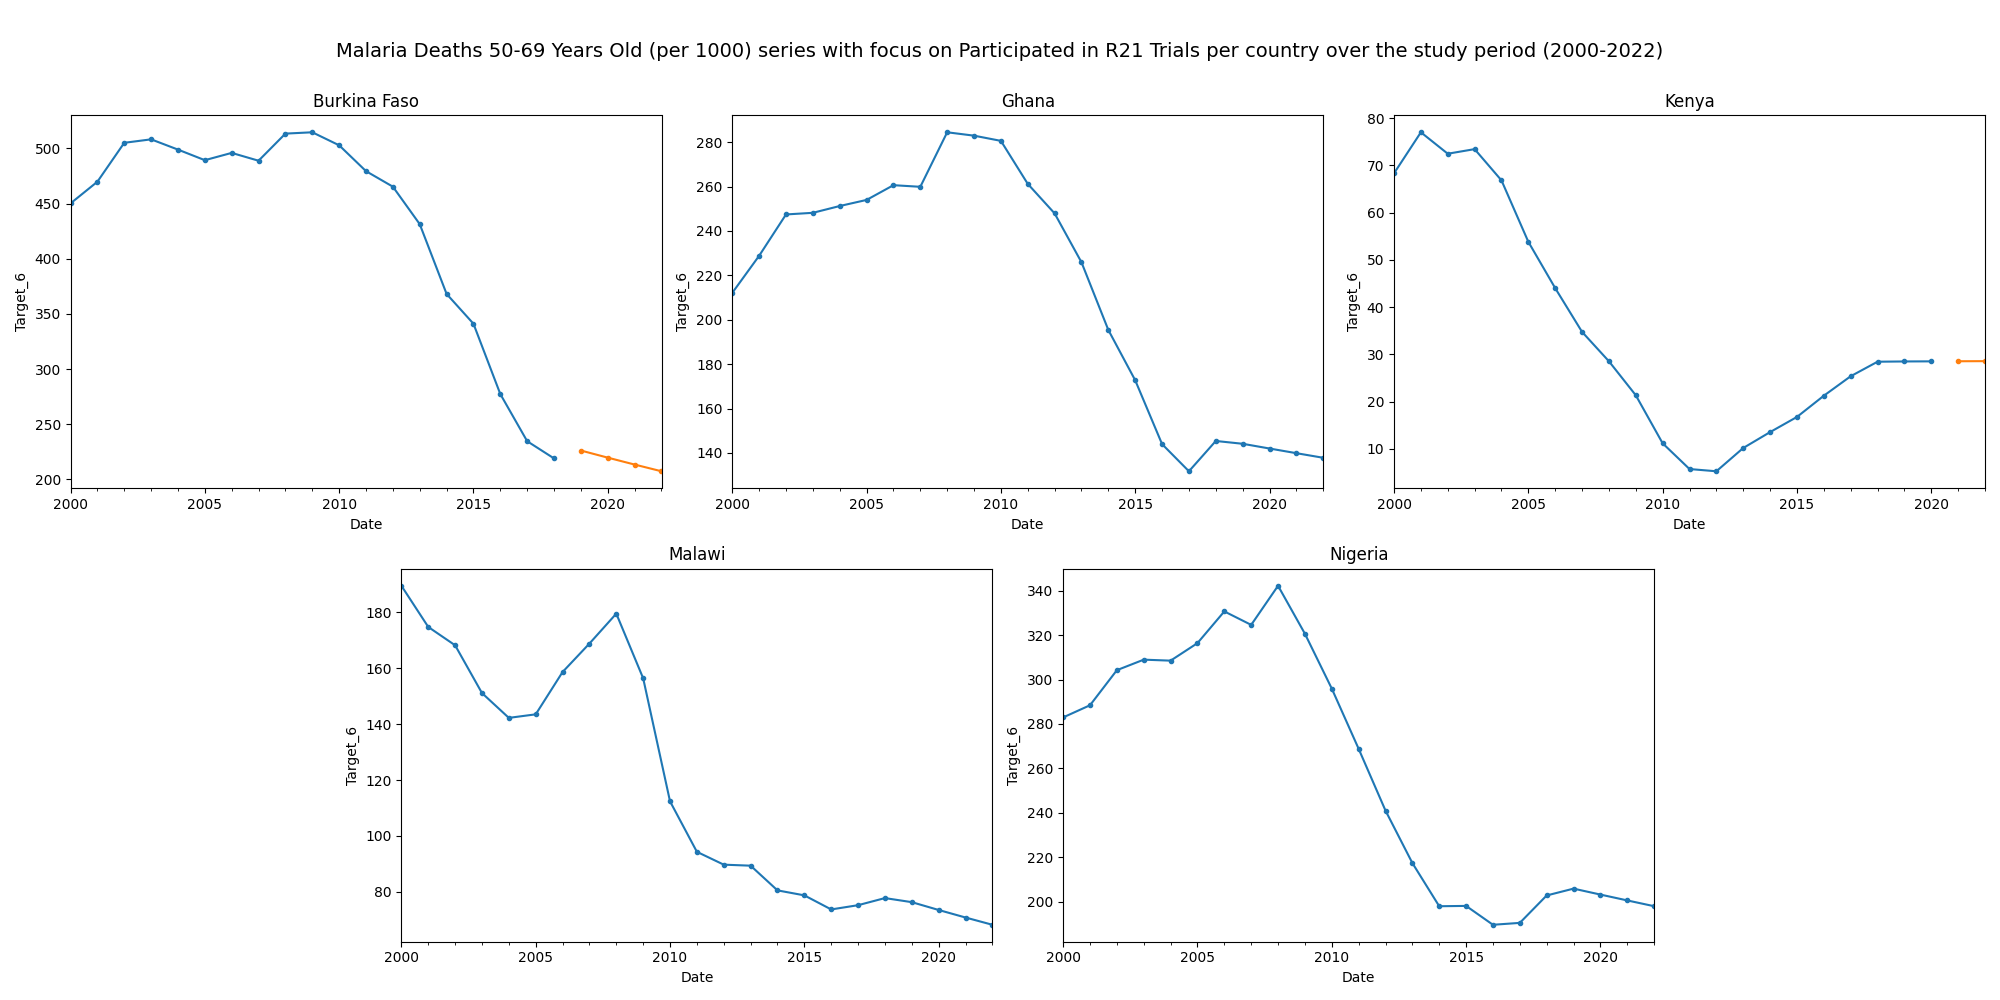 Malaria Deaths 50-69 Years Old (per 1000) series with focus on Participated in R21 Trials per country over the study period (2000-2022)
Burkina Faso
500
450
400
350
300
250
200
Target_6
2000 2005 2010 2015 2020
Date
Ghana
280
260
240
220
200
180
160
140
Target_6
2000 2005 2010 2015 2020
Date
Kenya
80
70
60
50
40
30
20
10
Target_6
2000 2005 2010 2015 2020
Date
Malawi
180
160
140
120
100
80
Target_6
2000 2005 2010 2015 2020
Date
Nigeria
340
320
300
280
260
240
220
200
Target_6
2000 2005 2010 2015 2020
Date